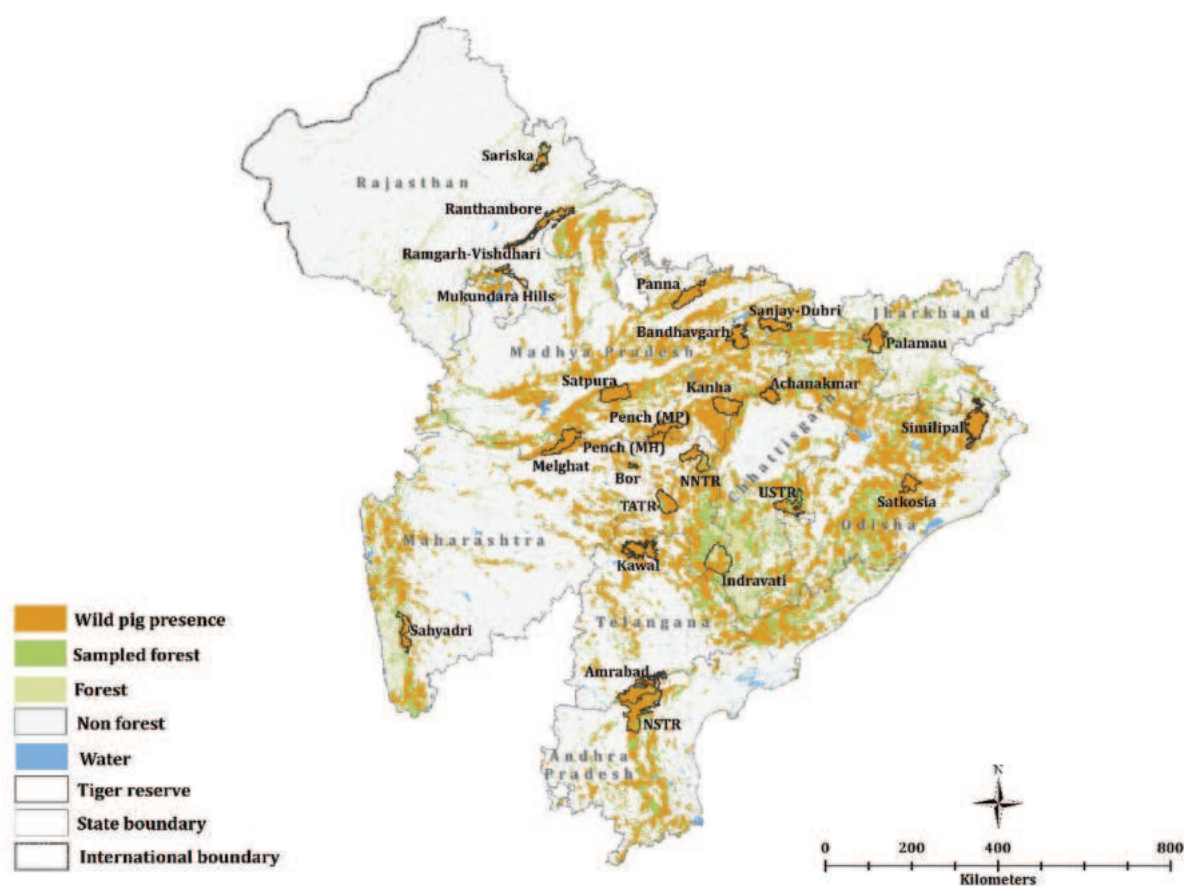 Sariska
Rajasthan
Ranthambore
Ramgarh-Vishdhari
Mukundara Hills
Panna
Sanjay-Dubri
Jharkhand
Bandhavgarh
Palamau
Madhya Pradesh
Satpura
Kanha
Achanakmar
Pench (MP)
Similipal
Pench (MH)
Melghat
Bor
NNTR
Chhattisgarh
USTR
Satkosia
TATR
Odisha
Maharashtra
Kawal
Indravati
Telangana
Sahyadri
Amrabad
NSTR
Andhra
Pradesh
Wild pig presence
Sampled forest
Forest
Non forest
Water
Tiger reserve
State boundary
International boundary
N
0 200 400 800
Kilometers